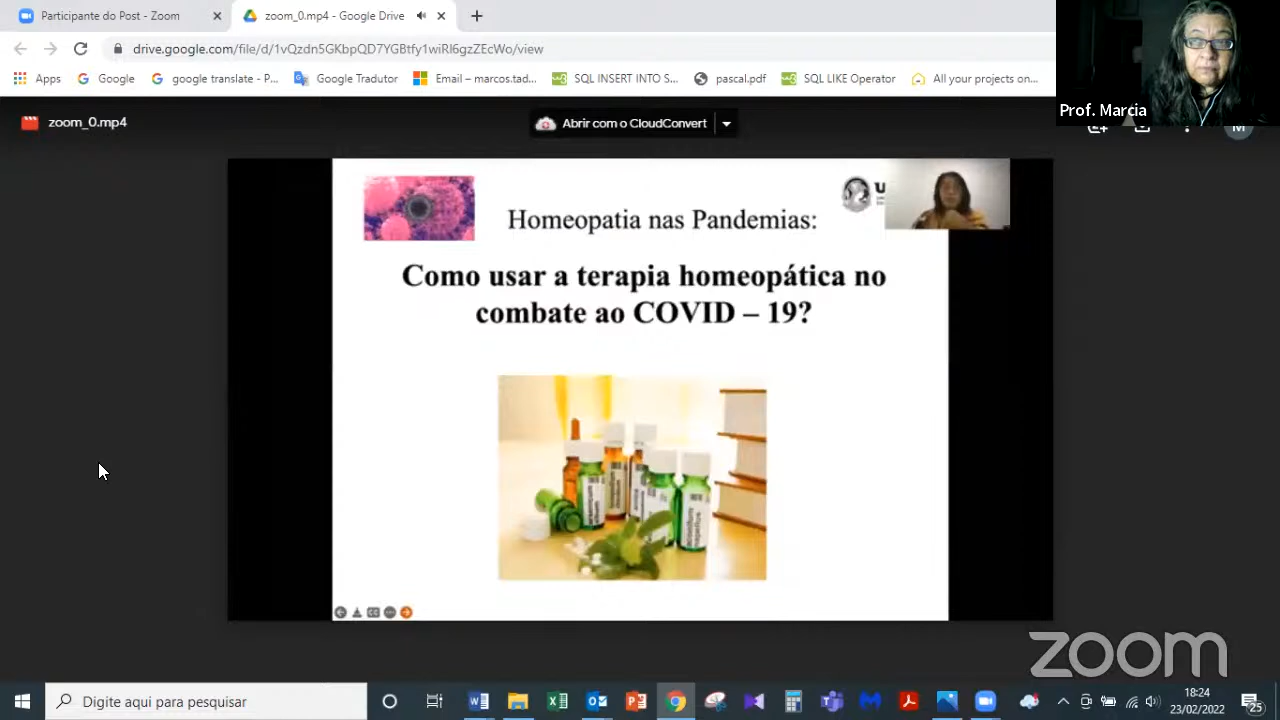 Participante do Post - Zoom
zoom_0.mp4 - Google Drive
drive.google.com/file/d/1vQzdn5GKbpQD7YGBtfy1wiRl6gzZEcWo/view
Apps Google google translate - P... Google Tradutor Email – marcos.tad... SQL INSERT INTO S... pascal.pdf SQL LIKE Operator All your projects on...
Prof. Marcia
zoom_0.mp4
Abrir com o CloudConvert
M
U
Homeopatia nas Pandemias:
Como usar a terapia homeopática no
combate ao COVID – 19?
zoom
Digite aqui para pesquisar
18:24
23/02/2022
25